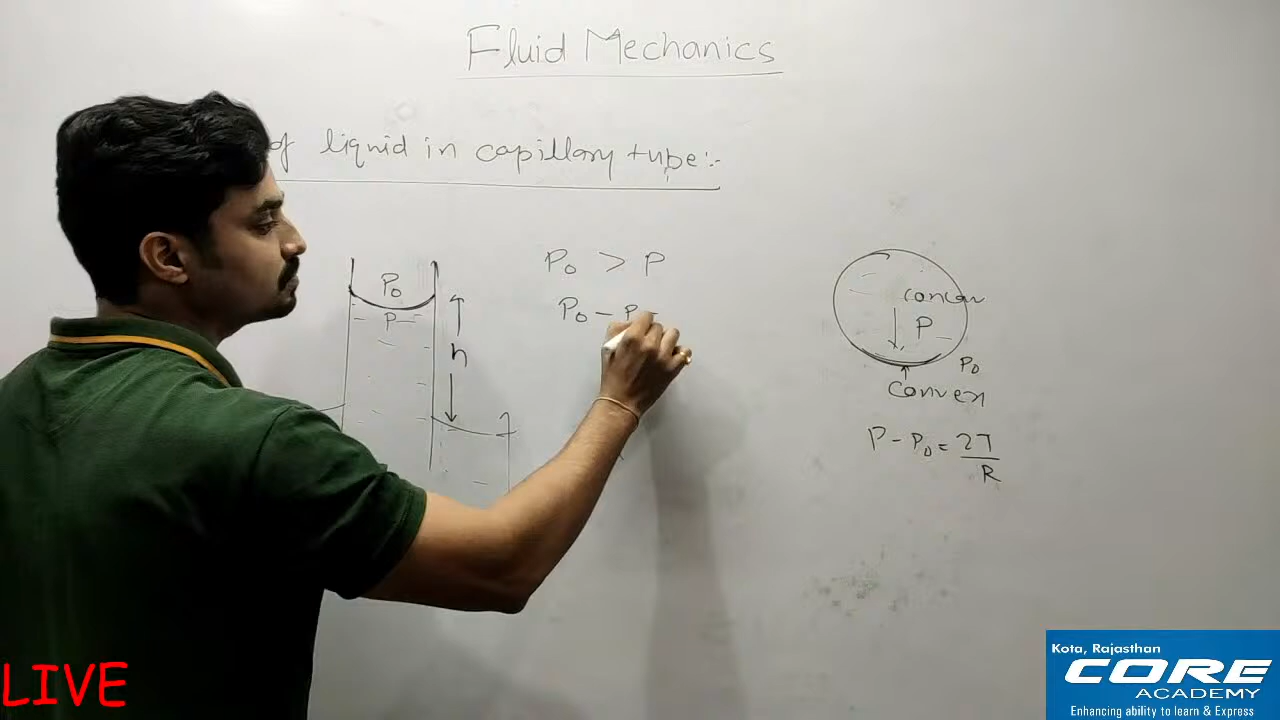 Fluid Mechanics
of liquid in capillary tube:-
P₀ > P
P₀ - P =
P₀
P
h
concav
P
P₀
Convex
P - P₀ = 2T
R
LIVE
Kota, Rajasthan
CORE
ACADEMY
Enhancing ability to learn & Express